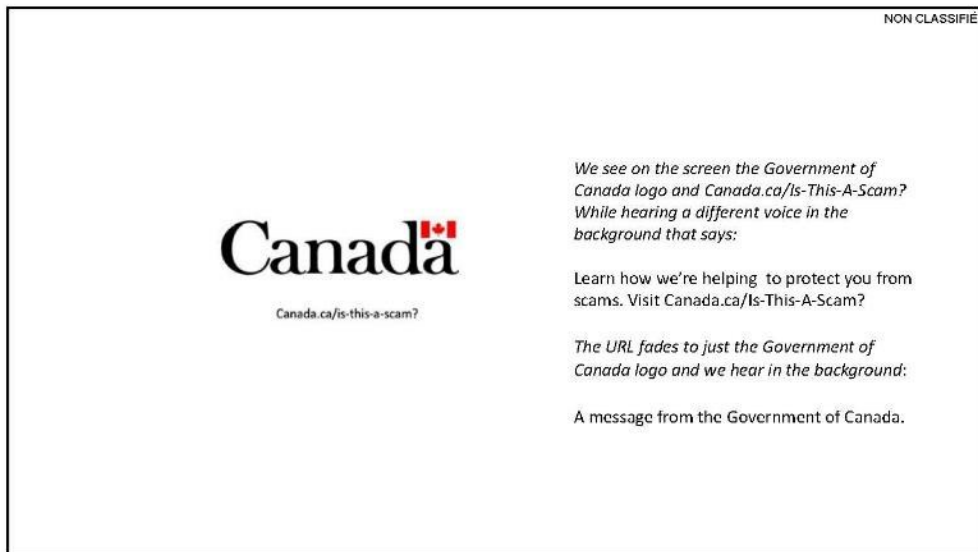 NON CLASSIFIÉ
Canada
Canada.ca/is-this-a-scam?
We see on the screen the Government of
Canada logo and Canada.ca/Is-This-A-Scam?
While hearing a different voice in the
background that says:
Learn how we're helping  to protect you from
scams. Visit Canada.ca/Is-This-A-Scam?
The URL fades to just the Government of
Canada logo and we hear in the background:
A message from the Government of Canada.